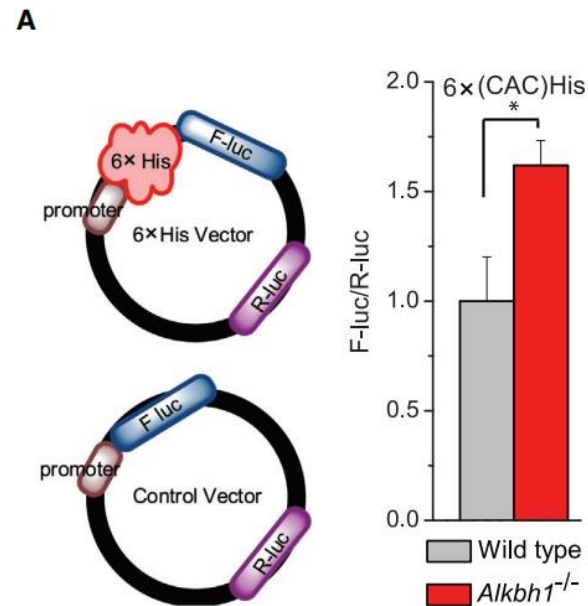 A
6× His
F-luc
promoter
6×His Vector
R-luc
F luc
promoter
Control Vector
R-luc
6×(CAC)His
*
2.0
1.5
1.0
0.5
0.0
F-luc/R-luc
Wild type
Alkbh1-/-